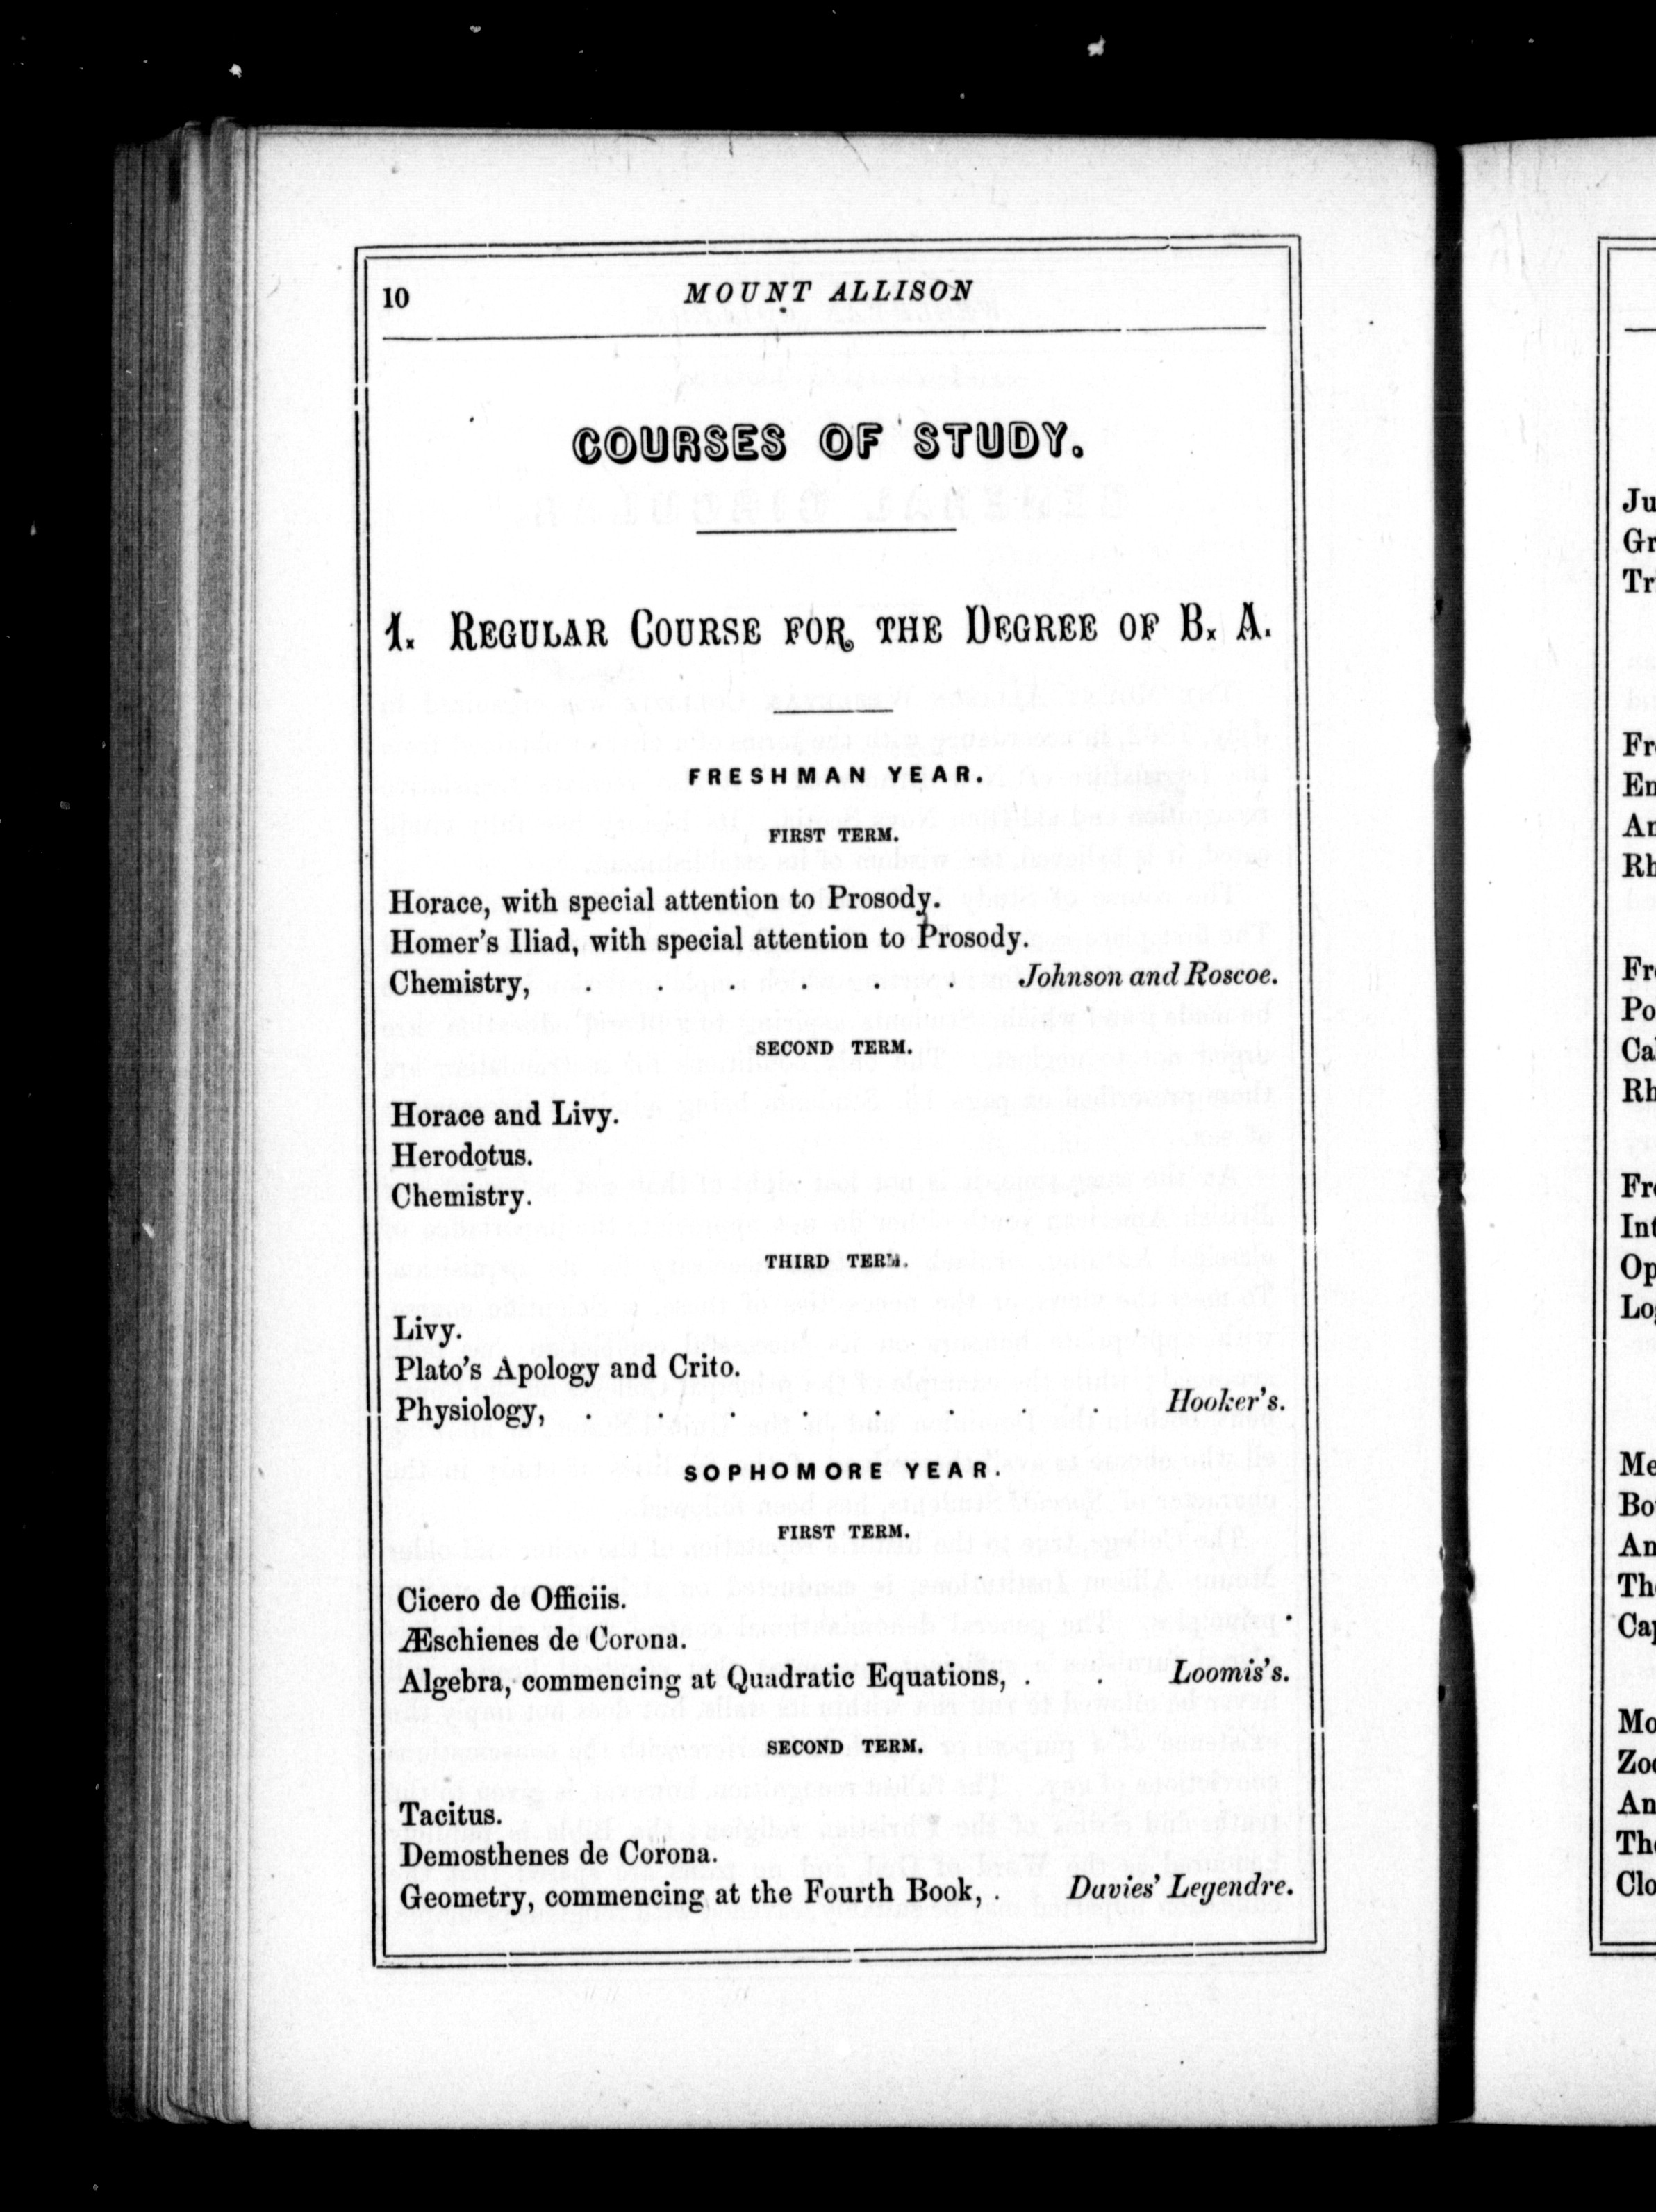 10 MOUNT ALLISON
COURSES OF STUDY.
1. REGULAR COURSE FOR THE DEGREE OF B. A.
FRESHMAN YEAR.
FIRST TERM.
Horace, with special attention to Prosody.
Homer's Iliad, with special attention to Prosody.
Chemistry, . . . . . . Johnson and Roscoe.
SECOND TERM.
Horace and Livy.
Herodotus.
Chemistry.
THIRD TERM.
Livy.
Plato's Apology and Crito.
Physiology, . . . . . . . . Hooker's.
SOPHOMORE YEAR.
FIRST TERM.
Cicero de Officiis.
Æschienes de Corona.
Algebra, commencing at Quadratic Equations, . . Loomis's.
SECOND TERM.
Tacitus.
Demosthenes de Corona.
Geometry, commencing at the Fourth Book, . Davies' Legendre.